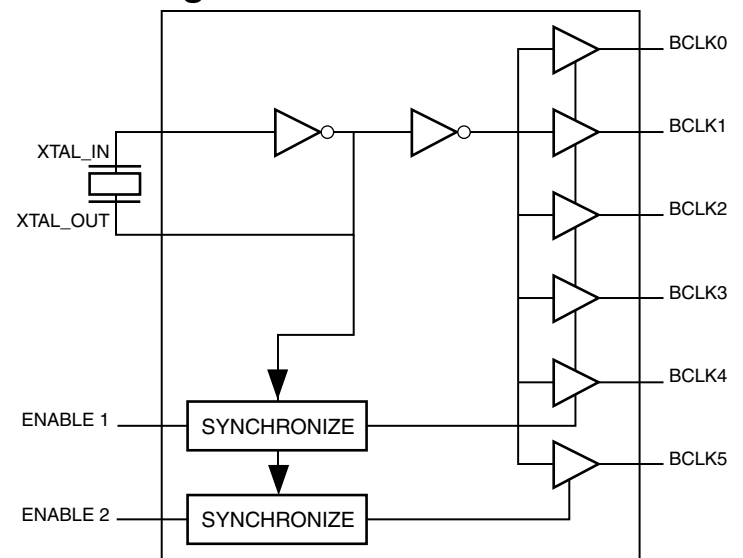 BCLK0
BCLK1
XTAL_IN
XTAL_OUT
BCLK2
BCLK3
BCLK4
ENABLE 1
SYNCHRONIZE
BCLK5
ENABLE 2
SYNCHRONIZE